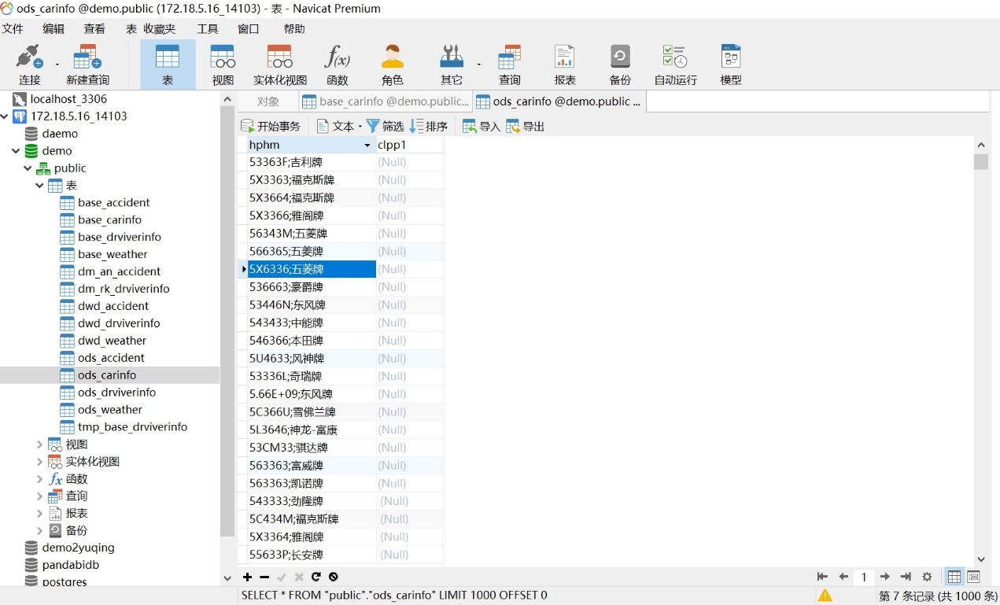 ods_carinfo @demo.public (172.18.5.16_14103) - 表 - Navicat Premium
文件 编辑 查看 表 收藏夹 工具 窗口 帮助
连接 新建查询 表 视图 实体化视图 f(x) 函数 角色 其它 查询 报表 备份 自动运行 模型
对象 base_carinfo @demo.public... ods_carinfo @demo.public ...
开始事务 文本 筛选 排序 导入 导出
localhost_3306
172.18.5.16_14103
daemo
demo
public
表
base_accident
base_carinfo
base_drviverinfo
base_weather
dm_an_accident
dm_rk_drviverinfo
dwd_accident
dwd_drviverinfo
dwd_weather
ods_accident
ods_carinfo
ods_drviverinfo
ods_weather
tmp_base_drviverinfo
视图
实体化视图
fx 函数
查询
报表
备份
demo2yuqing
pandabidb
postgres
hphm clpp1
53363F;吉利牌 (Null)
5X3363;福克斯牌 (Null)
5X3664;福克斯牌 (Null)
5X3366;雅阁牌 (Null)
56343M;五菱牌 (Null)
566365;五菱牌 (Null)
5X6336;五菱牌 (Null)
536663;豪爵牌 (Null)
53446N;东风牌 (Null)
543433;中能牌 (Null)
546366;本田牌 (Null)
5U4633;风神牌 (Null)
53336L;奇瑞牌 (Null)
5.66E+09;东风牌 (Null)
5C366U;雪佛兰牌 (Null)
5L3646;神龙-富康 (Null)
53CM33;骐达牌 (Null)
563363;富威牌 (Null)
563363;凯诺牌 (Null)
543333;劲隆牌 (Null)
5C434M;福克斯牌 (Null)
5X3364;雅阁牌 (Null)
55633P;长安牌 (Null)
1
SELECT * FROM "public"."ods_carinfo" LIMIT 1000 OFFSET 0 第 7 条记录 (共 1000 条)